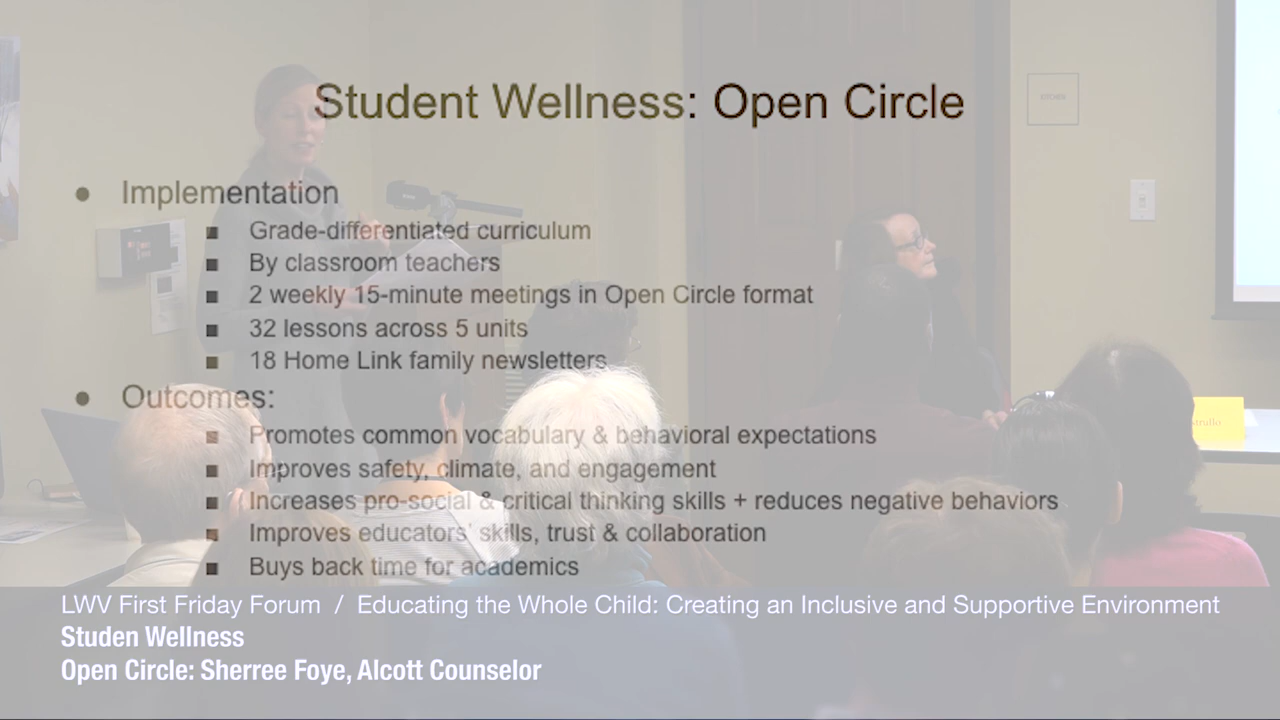 Student Wellness: Open Circle
● Implementation
■ Grade-differentiated curriculum
■ By classroom teachers
■ 2 weekly 15-minute meetings in Open Circle format
■ 32 lessons across 5 units
■ 18 Home Link family newsletters
● Outcomes:
■ Promotes common vocabulary & behavioral expectations
■ Improves safety, climate, and engagement
■ Increases pro-social & critical thinking skills + reduces negative behaviors
■ Improves educators' skills, trust & collaboration
■ Buys back time for academics
LWV First Friday Forum / Educating the Whole Child: Creating an Inclusive and Supportive Environment
Studen Wellness
Open Circle: Sherree Foye, Alcott Counselor